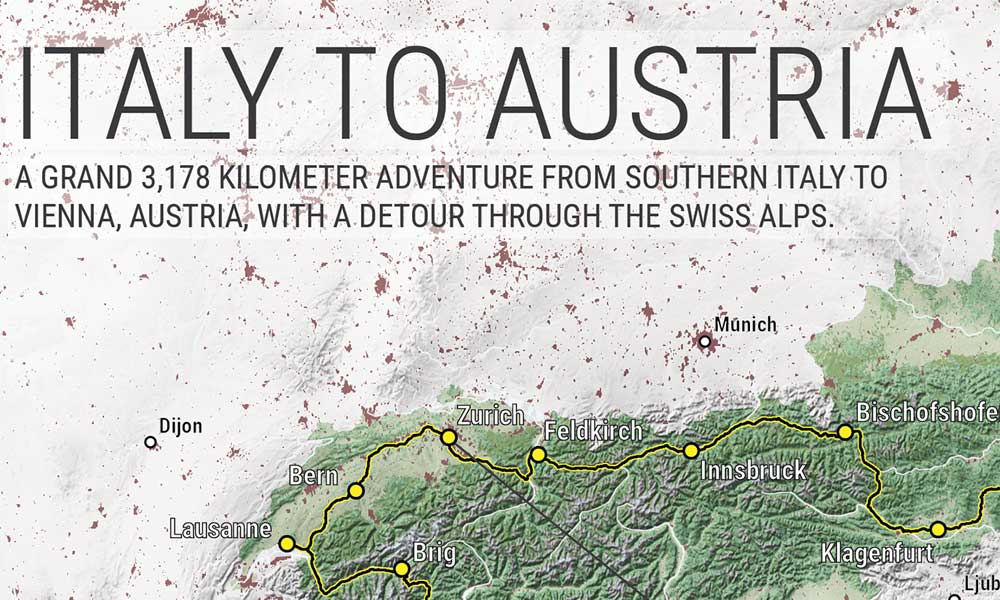 ITALY TO AUSTRIA
A GRAND 3,178 KILOMETER ADVENTURE FROM SOUTHERN ITALY TO
VIENNA, AUSTRIA, WITH A DETOUR THROUGH THE SWISS ALPS.
Munich
Dijon
Zurich
Bischofshofe
Feldkirch
Bern
Innsbruck
Lausanne
Brig
Klagenfurt
Ljub